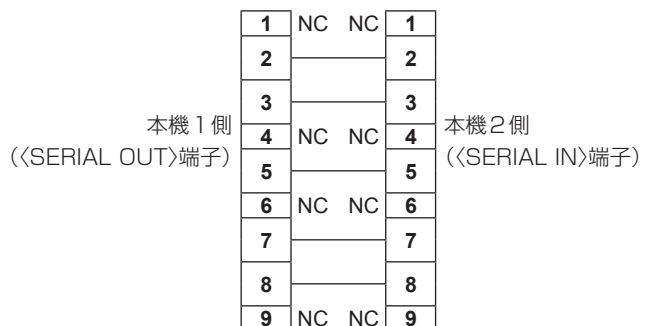 1 NC NC 1
2 2
3 3
本機1側
(〈SERIAL OUT〉端子)
4 NC NC 4
本機2側
(〈SERIAL IN〉端子)
5 5
6 NC NC 6
7 7
8 8
9 NC NC 9